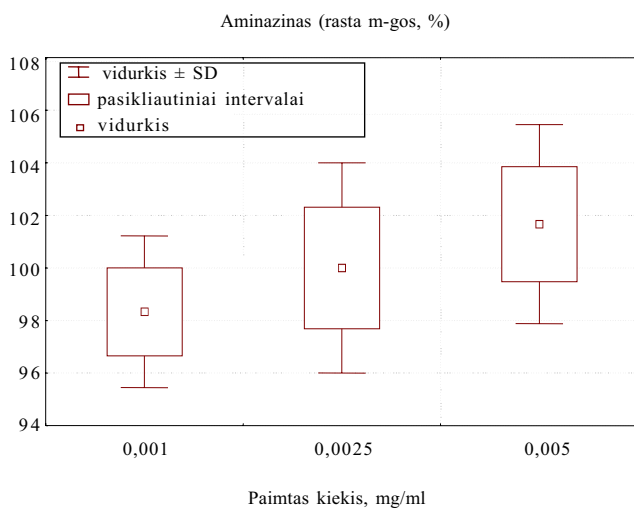 Aminazinas (rasta m-gos, %)
108
106
104
102
100
98
96
94
vidurkis ± SD
pasikliautiniai intervalai
vidurkis
0,001 0,0025 0,005
Paimtas kiekis, mg/ml